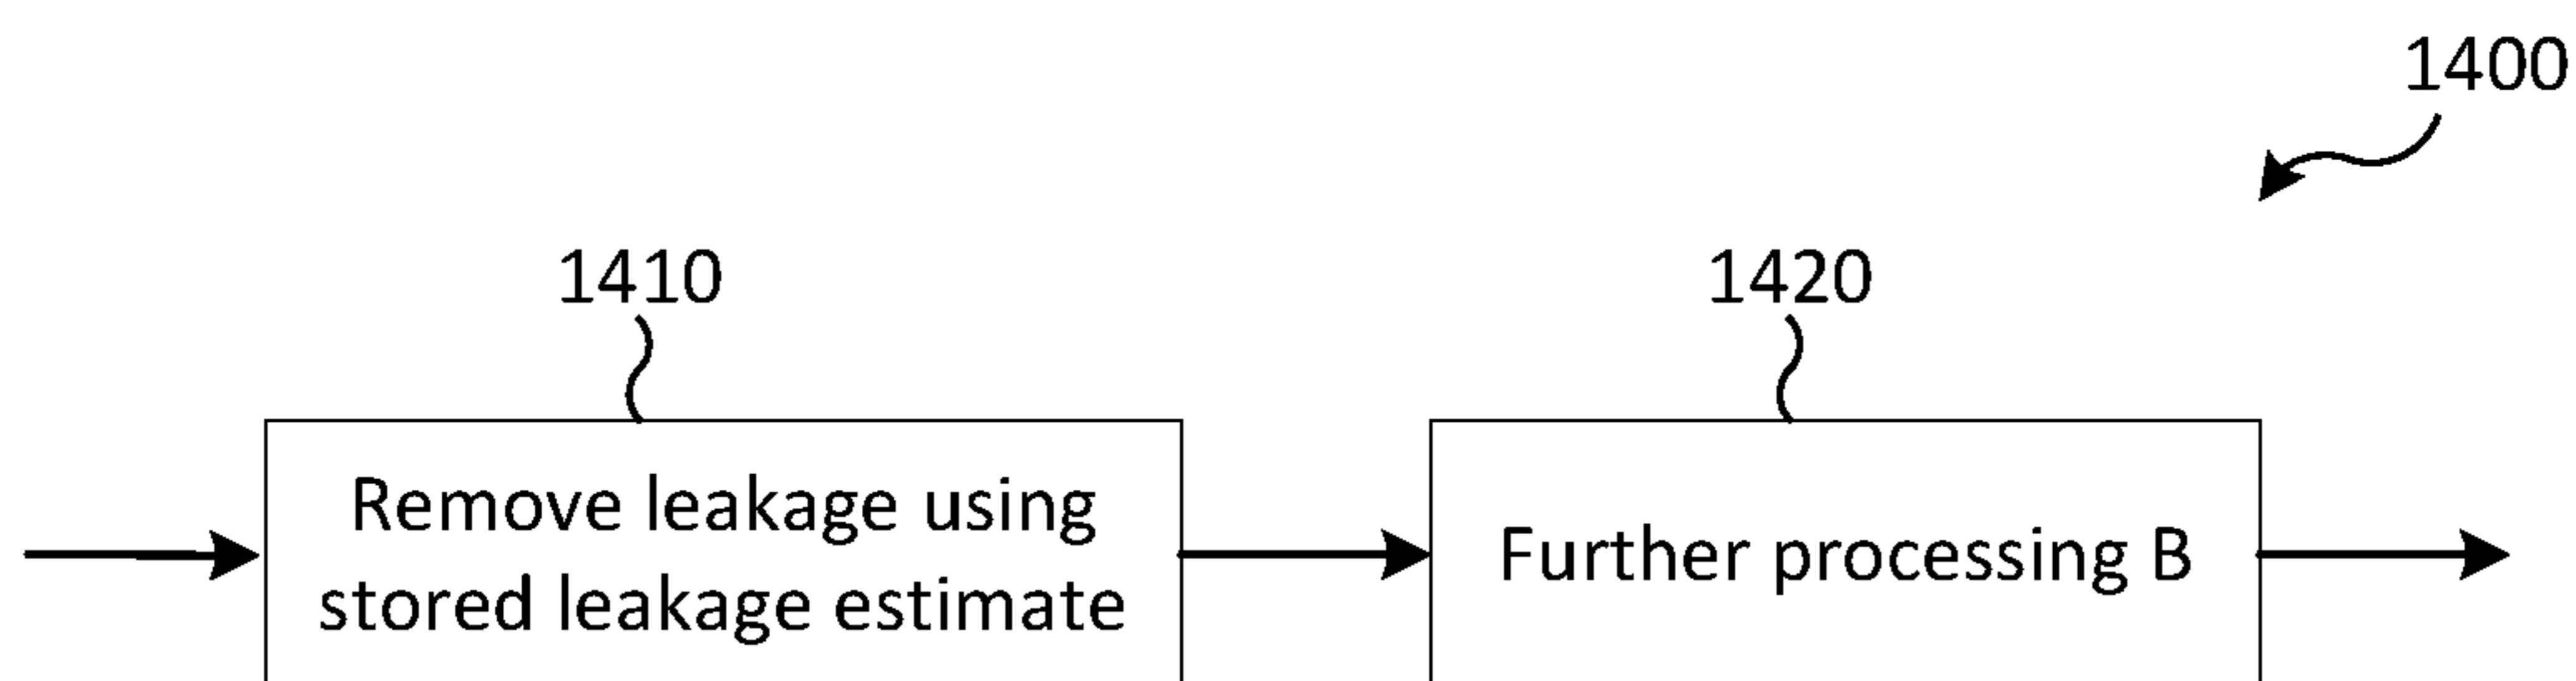 1400
1410
1420
Remove leakage using
stored leakage estimate
Further processing B